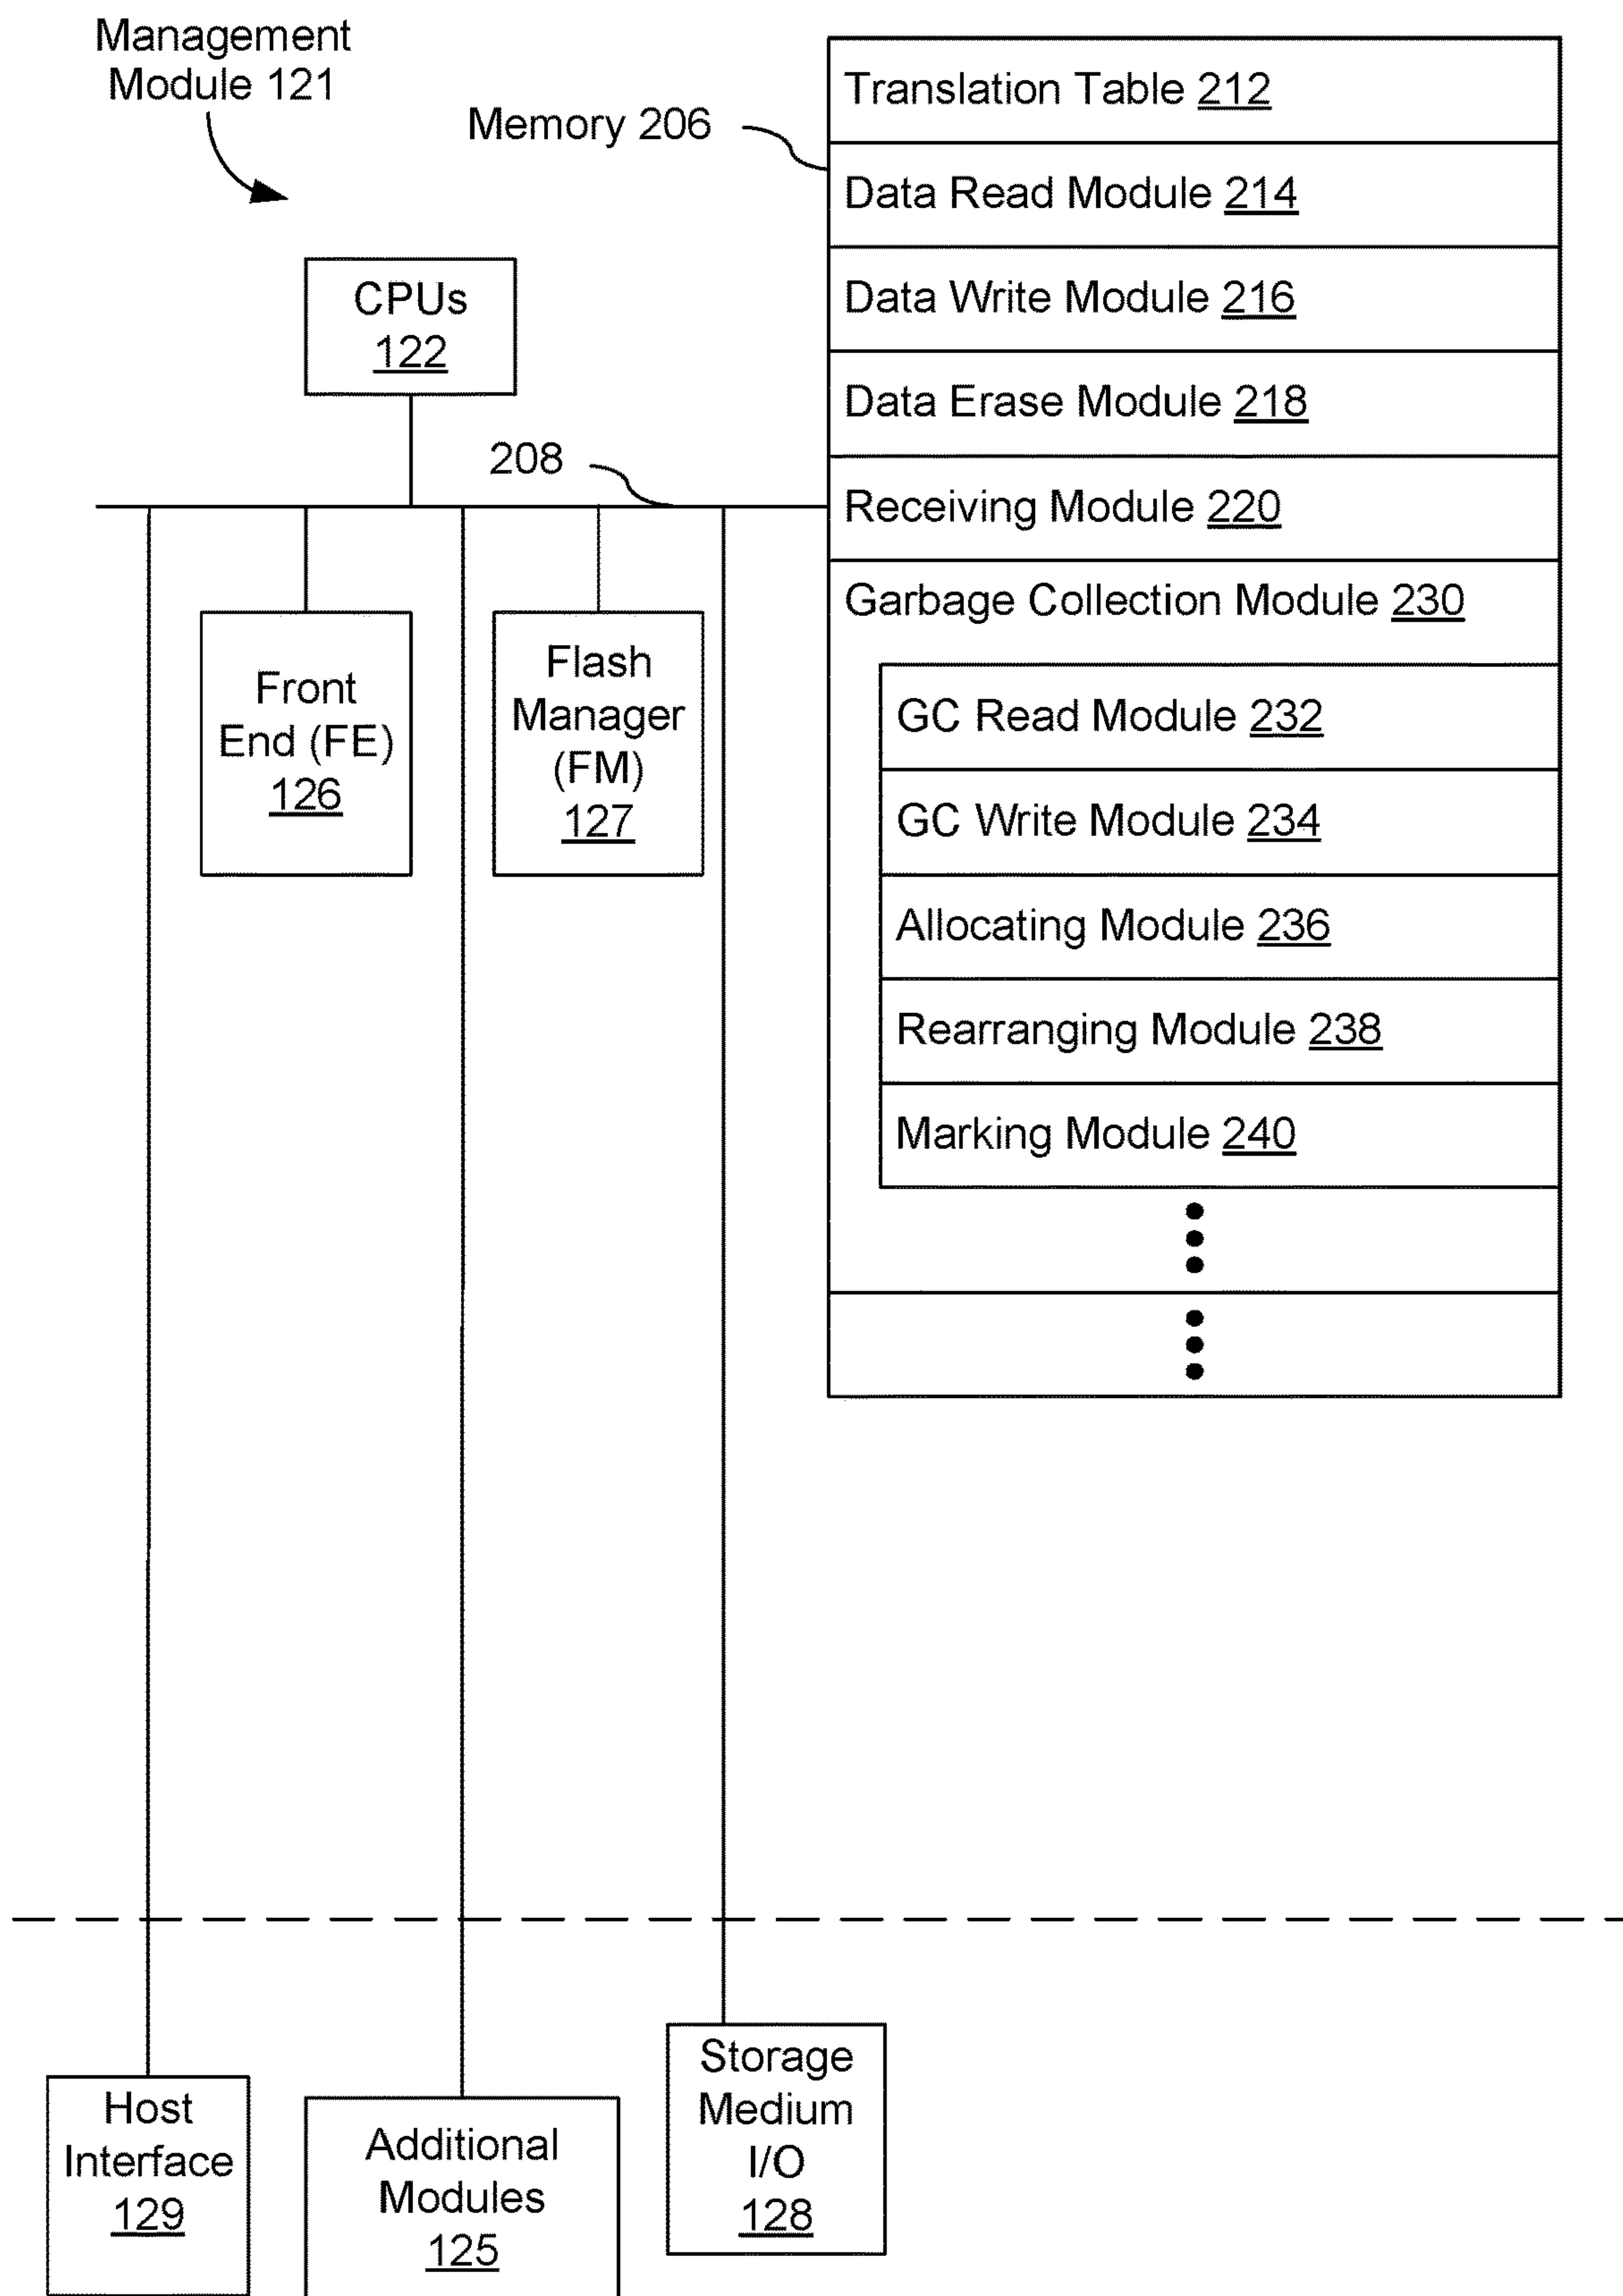 Management
Module 121
Memory 206
Translation Table 212
Data Read Module 214
Data Write Module 216
Data Erase Module 218
Receiving Module 220
Garbage Collection Module 230
GC Read Module 232
GC Write Module 234
Allocating Module 236
Rearranging Module 238
Marking Module 240
CPUs
122
208
Front
End (FE)
126
Flash
Manager
(FM)
127
Host
Interface
129
Additional
Modules
125
Storage
Medium
I/O
128